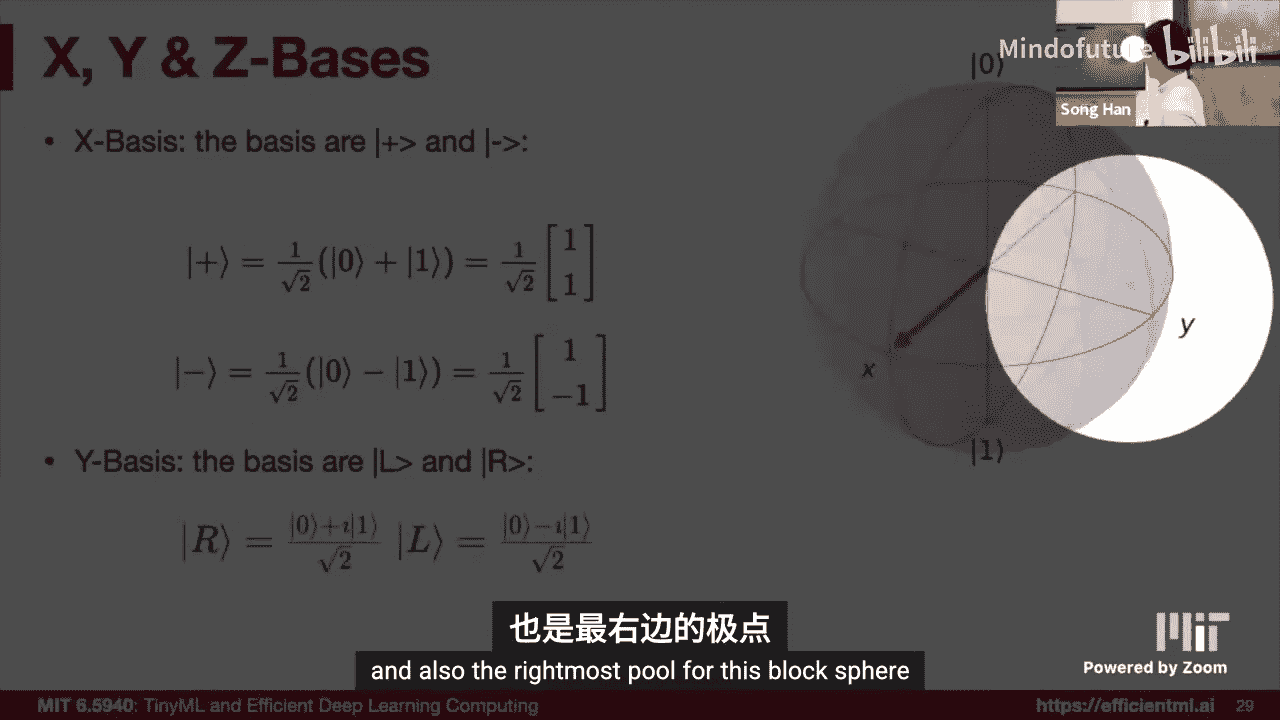 X, Y & Z-Bases
Mindofuture bilibili
Song Han
• X-Basis: the basis are |+> and |->:
|+⟩ = 1/√2 (|0⟩ + |1⟩) = 1/√2 [1 1]
|−⟩ = 1/√2 (|0⟩ − |1⟩) = 1/√2 [1 −1]
• Y-Basis: the basis are |L> and |R>:
|R⟩ = |0⟩+ı|1⟩/√2 |L⟩ = |0⟩−ı|1⟩/√2
|0⟩
x
y
|1⟩
也是最右边的极点
and also the rightmost pool for this block sphere
MIT
Powered by Zoom
MIT 6.5940: TinyML and Efficient Deep Learning Computing
https://efficientml.ai
29